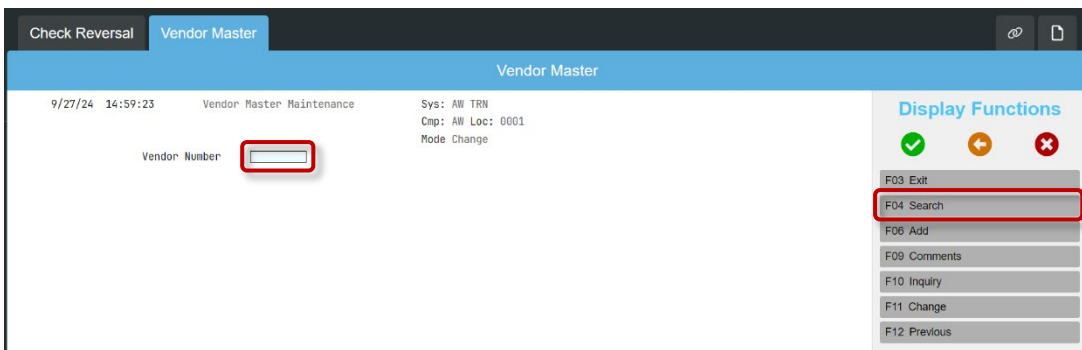 Check Reversal Vendor Master
Vendor Master
9/27/24 14:59:23 Vendor Master Maintenance Sys: AW TRN
Cmp: AW Loc: 0001
Mode Change
Vendor Number
Display Functions
F03 Exit
F04 Search
F06 Add
F09 Comments
F10 Inquiry
F11 Change
F12 Previous